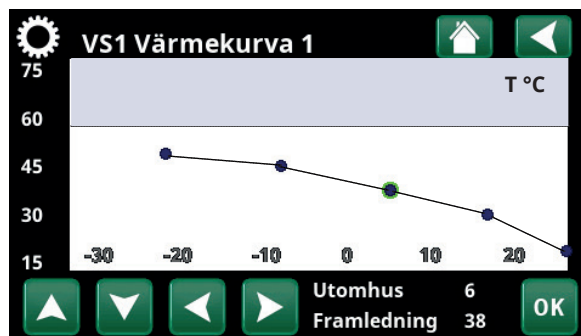 VS1 Värmekurva 1
75
T °C
60
45
30
15
-30 -20 -10 0 10 20
Utomhus 6
Framledning 38
OK